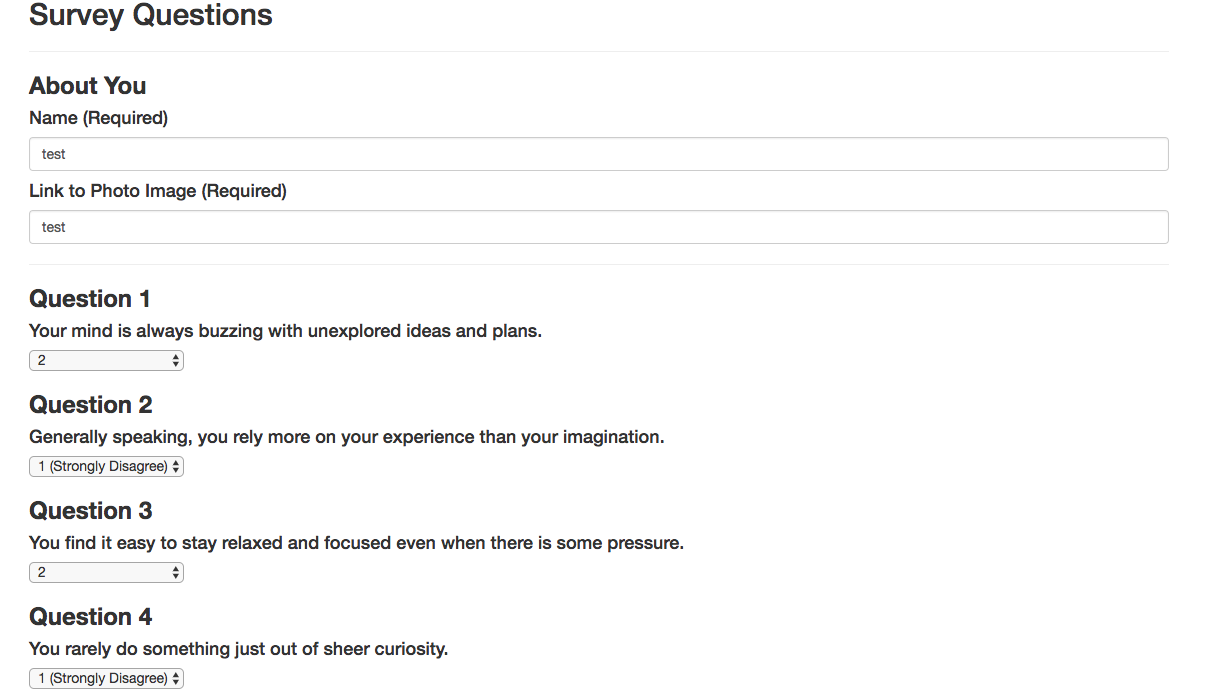 Survey Questions
About You
Name (Required)
test
Link to Photo Image (Required)
test
Question 1
Your mind is always buzzing with unexplored ideas and plans.
2
Question 2
Generally speaking, you rely more on your experience than your imagination.
1 (Strongly Disagree)
Question 3
You find it easy to stay relaxed and focused even when there is some pressure.
2
Question 4
You rarely do something just out of sheer curiosity.
1 (Strongly Disagree)